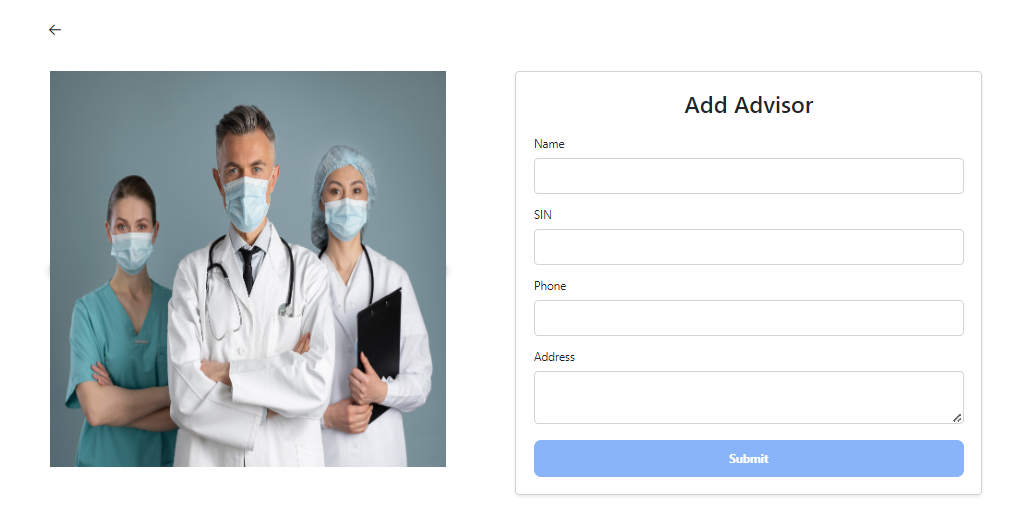 Add Advisor
Name
SIN
Phone
Address
Submit